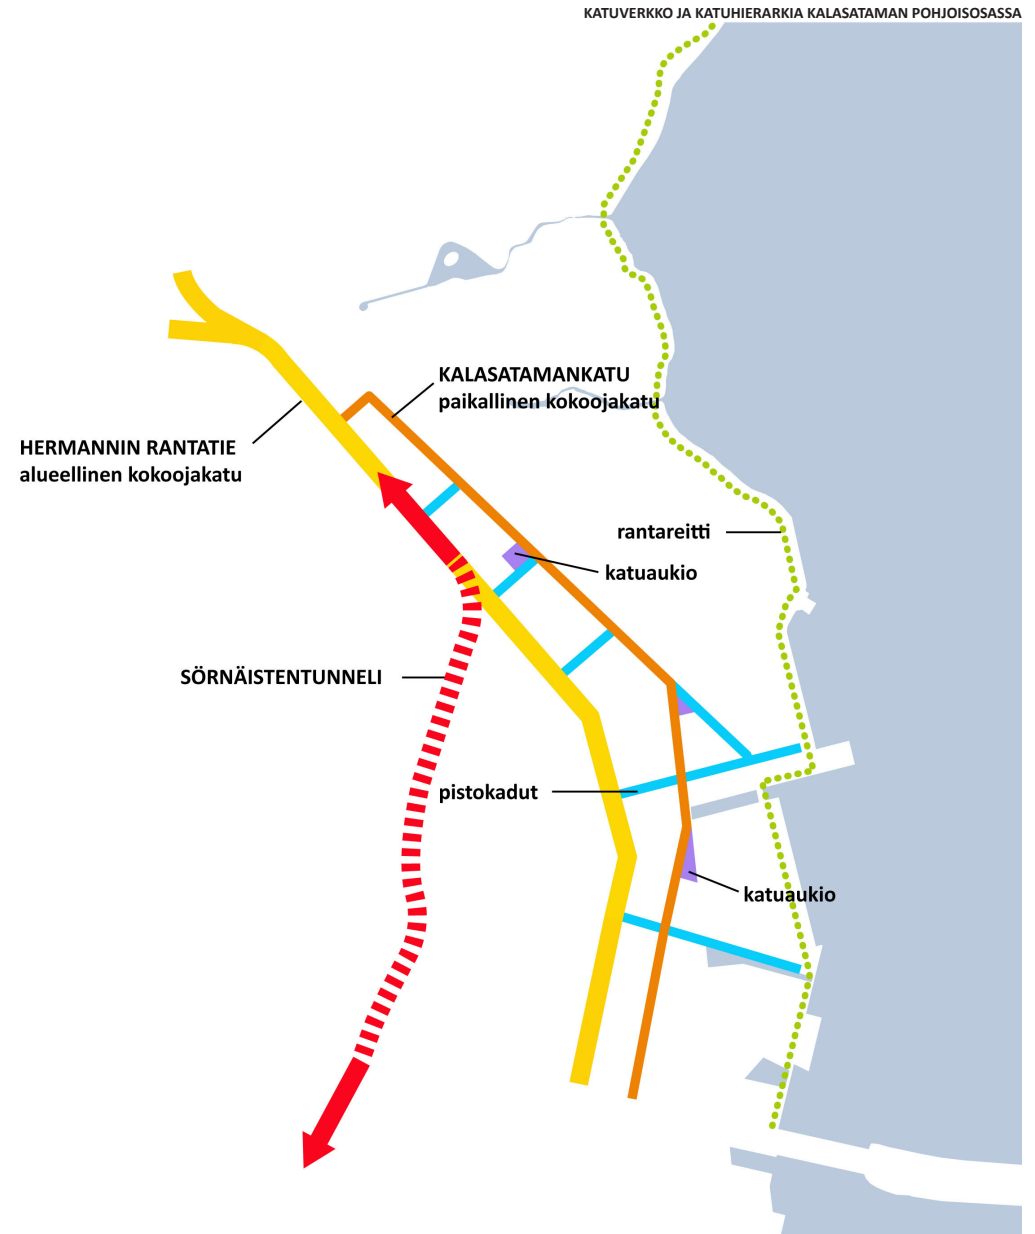 KATUVERKKO JA KATUHIERARKIA KALASATAMAN POHJOISOSASSA
KALASATAMANKATU
paikallinen kokoojakatu
HERMANNIN RANTATIE
alueellinen kokoojakatu
rantareitti
katuaukio
SÖRNÄISTENTUNNELI
pistokadut
katuaukio